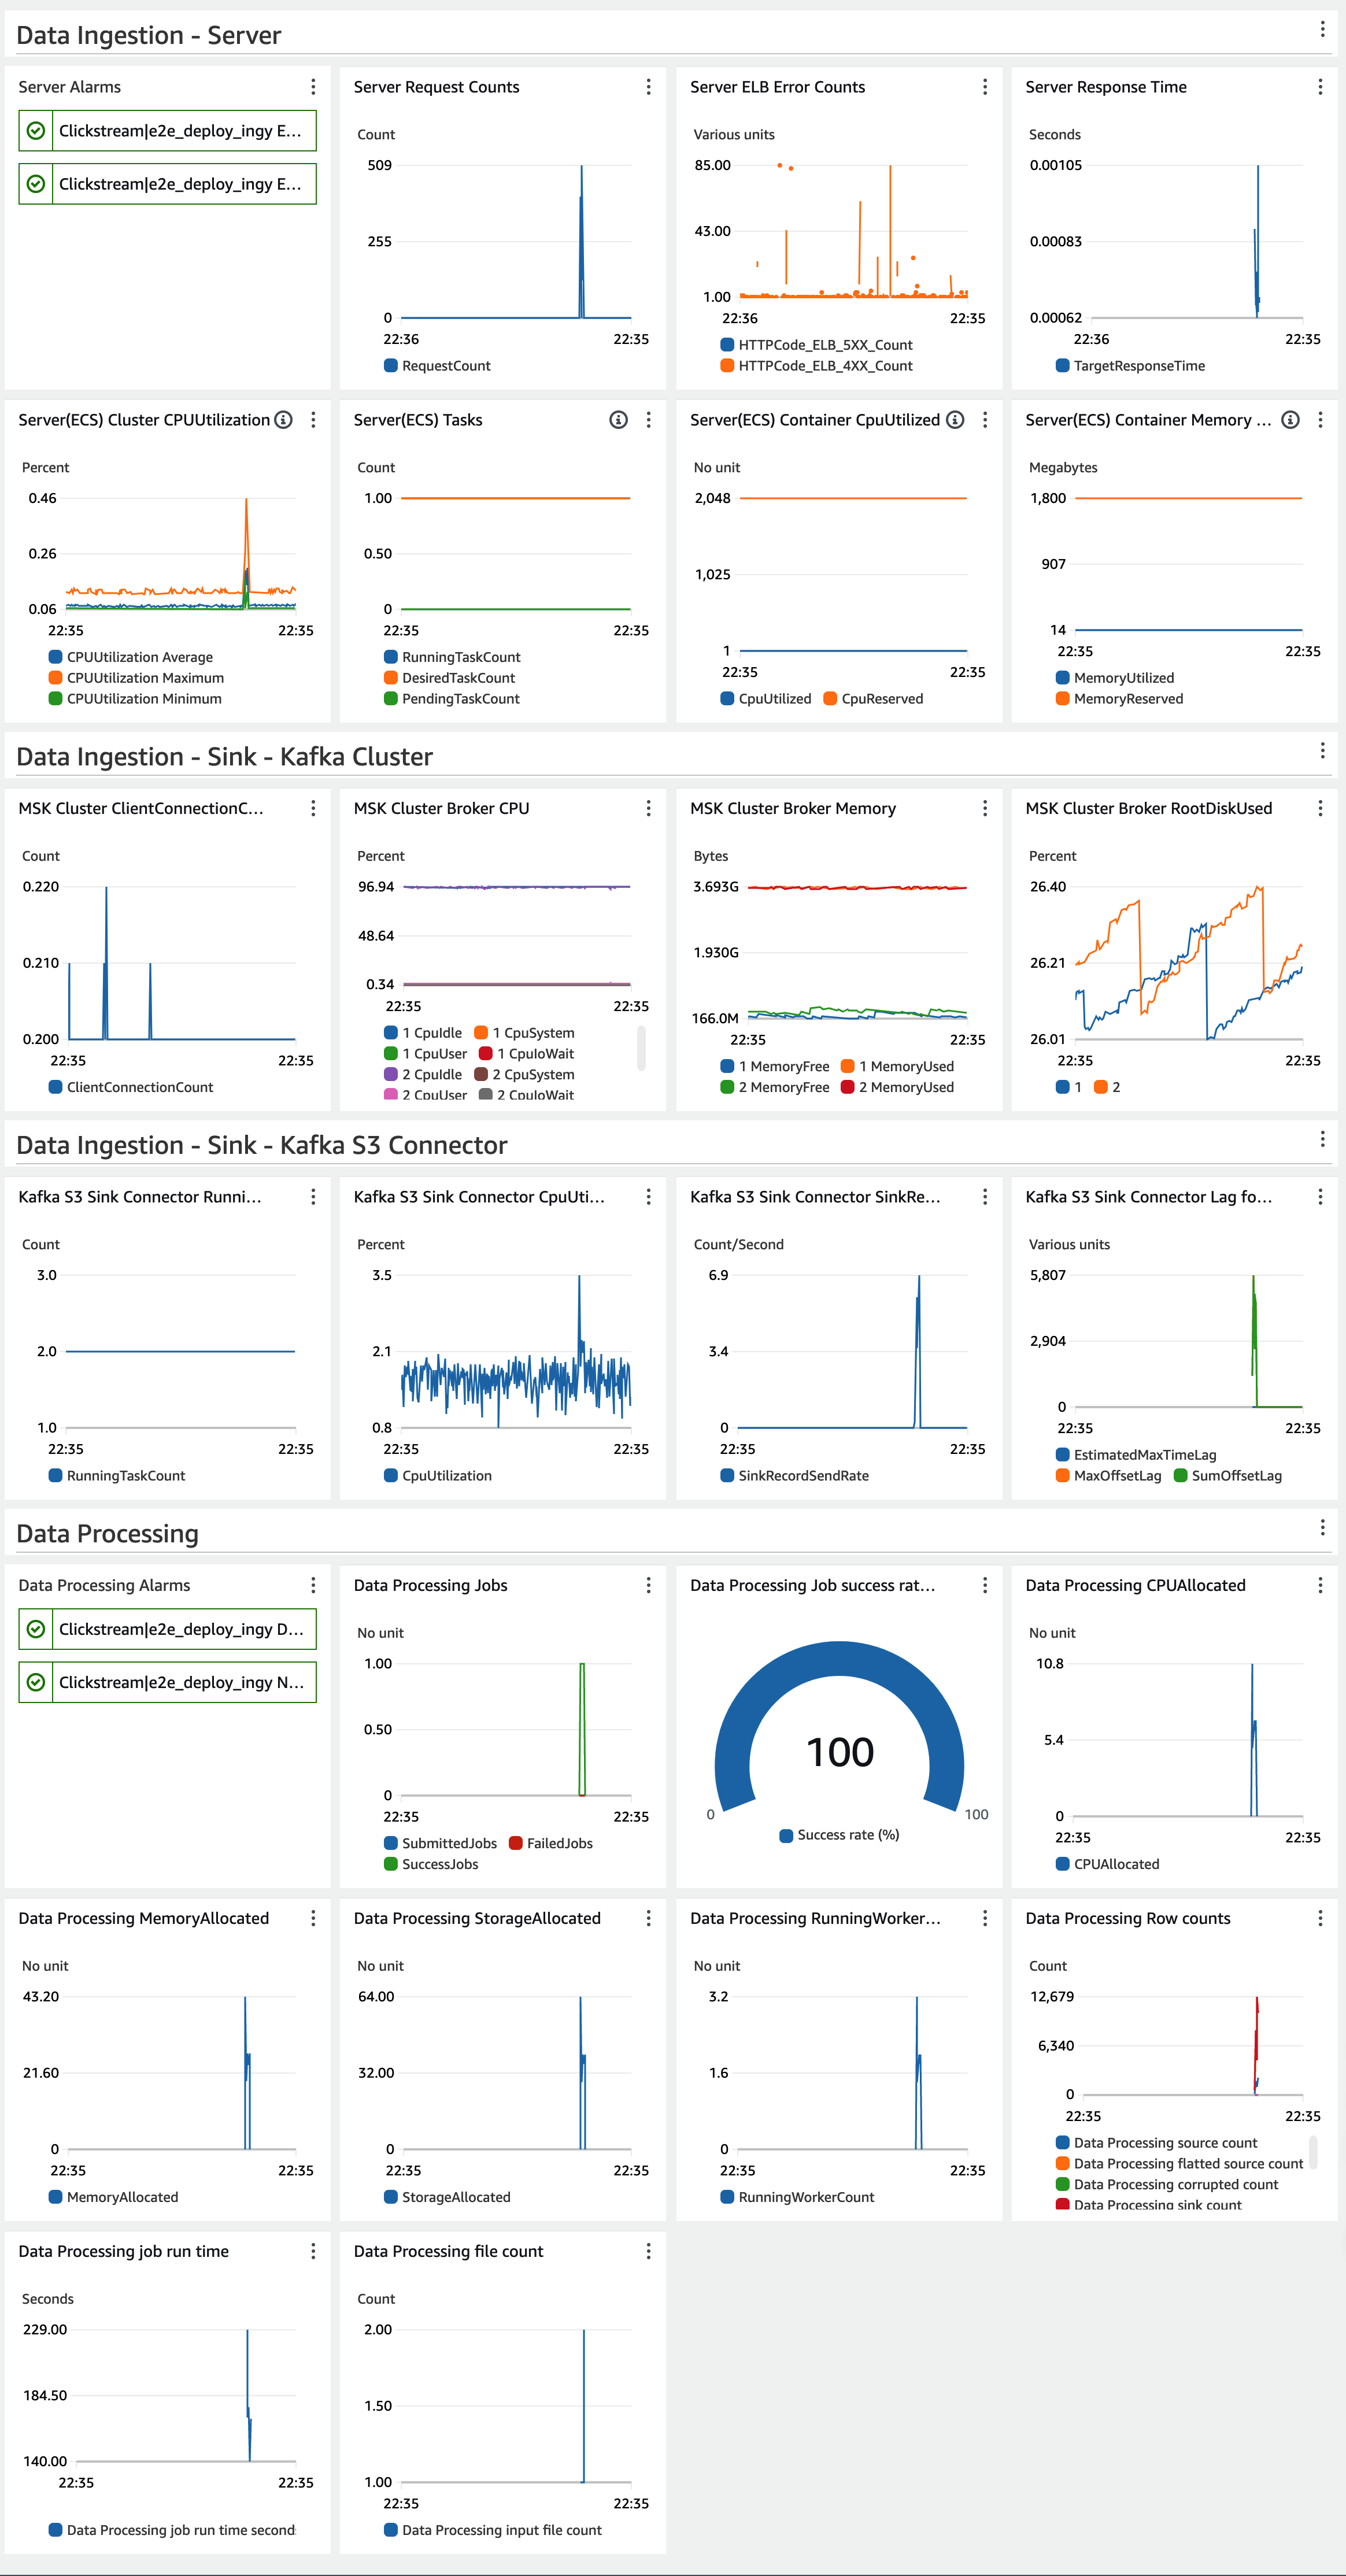 Data Ingestion - Server
Server Alarms
Clickstream|e2e_deploy_ingy E...
Clickstream|e2e_deploy_ingy E...
Server Request Counts
Count
509
255
0
22:36
22:35
RequestCount
Server ELB Error Counts
Various units
85.00
43.00
1.00
22:36
22:35
HTTPCode_ELB_5XX_Count
HTTPCode_ELB_4XX_Count
Server Response Time
Seconds
0.00105
0.00083
0.00062
22:36
22:35
TargetResponseTime
Server(ECS) Cluster CPUUtilization
Percent
0.46
0.26
0.06
22:35
22:35
CPUUtilization Average
CPUUtilization Maximum
CPUUtilization Minimum
Server(ECS) Tasks
Count
1.00
0.50
0
22:35
22:35
RunningTaskCount
DesiredTaskCount
PendingTaskCount
Server(ECS) Container CpuUtilized
No unit
2,048
1,025
1
22:35
22:35
CpuUtilized CpuReserved
Server(ECS) Container Memory ...
Megabytes
1,800
907
14
22:35
22:35
MemoryUtilized
MemoryReserved
Data Ingestion - Sink - Kafka Cluster
MSK Cluster ClientConnectionC...
Count
0.220
0.210
0.200
22:35
22:35
ClientConnectionCount
MSK Cluster Broker CPU
Percent
96.94
48.64
0.34
22:35
22:35
1 CpuIdle 1 CpuSystem
1 CpuUser 1 CpuIoWait
2 CpuIdle 2 CpuSystem
2 CpuUser 2 CpuIoWait
MSK Cluster Broker Memory
Bytes
3.693G
1.930G
166.0M
22:35
22:35
1 MemoryFree 1 MemoryUsed
2 MemoryFree 2 MemoryUsed
MSK Cluster Broker RootDiskUsed
Percent
26.40
26.21
26.01
22:35
22:35
1 2
Data Ingestion - Sink - Kafka S3 Connector
Kafka S3 Sink Connector Runni...
Count
3.0
2.0
1.0
22:35
22:35
RunningTaskCount
Kafka S3 Sink Connector CpuUti...
Percent
3.5
2.1
0.8
22:35
22:35
CpuUtilization
Kafka S3 Sink Connector SinkRe...
Count/Second
6.9
3.4
0
22:35
22:35
SinkRecordSendRate
Kafka S3 Sink Connector Lag fo...
Various units
5,807
2,904
0
22:35
22:35
EstimatedMaxTimeLag
MaxOffsetLag SumOffsetLag
Data Processing
Data Processing Alarms
Clickstream|e2e_deploy_ingy D...
Clickstream|e2e_deploy_ingy N...
Data Processing Jobs
No unit
1.00
0.50
0
22:35
22:35
SubmittedJobs FailedJobs
SuccessJobs
Data Processing Job success rat...
100
0
100
Success rate (%)
Data Processing CPUAllocated
No unit
10.8
5.4
0
22:35
22:35
CPUAllocated
Data Processing MemoryAllocated
No unit
43.20
21.60
0
22:35
22:35
MemoryAllocated
Data Processing StorageAllocated
No unit
64.00
32.00
0
22:35
22:35
StorageAllocated
Data Processing RunningWorker...
No unit
3.2
1.6
0
22:35
22:35
RunningWorkerCount
Data Processing Row counts
Count
12,679
6,340
0
22:35
22:35
Data Processing source count
Data Processing flatted source count
Data Processing corrupted count
Data Processing sink count
Data Processing job run time
Seconds
229.00
184.50
140.00
22:35
22:35
Data Processing job run time second
Data Processing file count
Count
2.00
1.50
1.00
22:35
22:35
Data Processing input file count